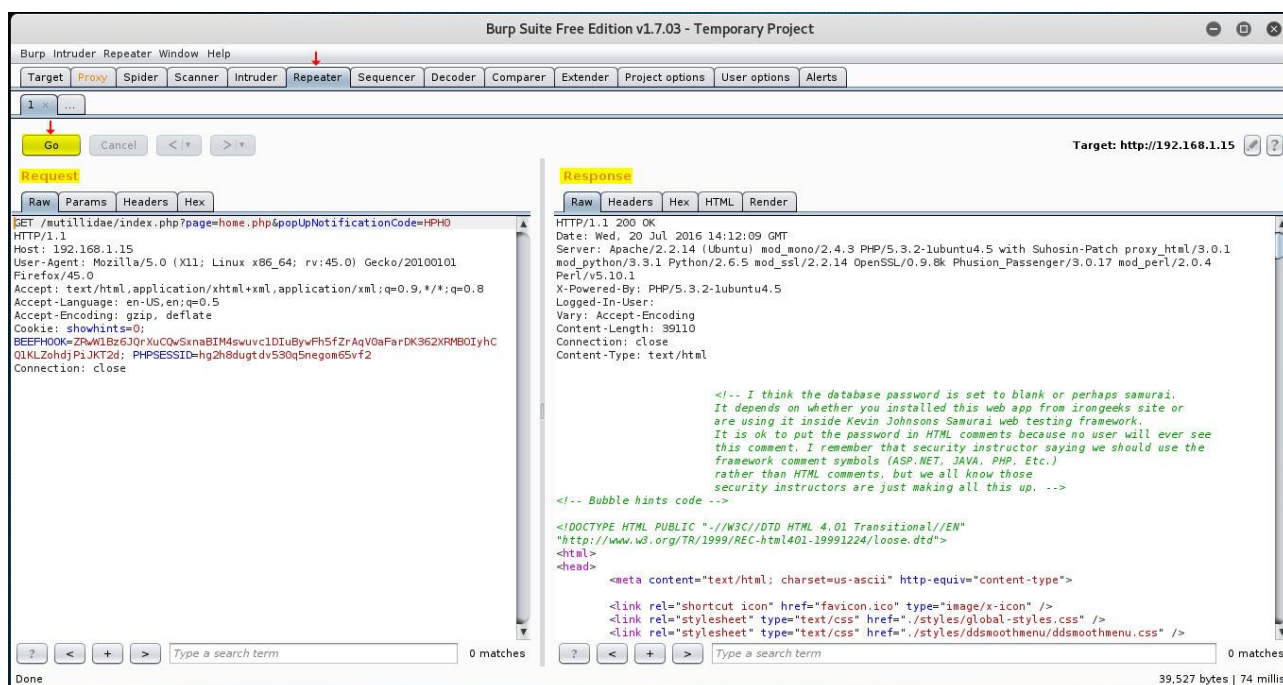 Burp Suite Free Edition v1.7.03 - Temporary Project
Burp Intruder Repeater Window Help
Target Proxy Spider Scanner Intruder Repeater Sequencer Decoder Comparer Extender Project options User options Alerts
1 × ...
Go Cancel < > Target: http://192.168.1.15 ?
Request
Raw Params Headers Hex
GET /mutillidae/index.php?page=home.php&popUpNotificationCode=HPH0
HTTP/1.1
Host: 192.168.1.15
User-Agent: Mozilla/5.0 (X11; Linux x86_64; rv:45.0) Gecko/20100101
Firefox/45.0
Accept: text/html,application/xhtml+xml,application/xml;q=0.9,*/*;q=0.8
Accept-Language: en-US,en;q=0.5
Accept-Encoding: gzip, deflate
Cookie: showhints=0;
BEEFHOOK=ZRwWlBz6JQrXuCQwSxnaBIM4swuvc1DIuBywFh5fZrAqV0aFarDK362XRMBOIyhC
Q1KLZohdjPiJKT2d; PHPSESSID=hg2h8dugtdv530q5negom65vf2
Connection: close
? < + > Type a search term 0 matches
Response
Raw Headers Hex HTML Render
HTTP/1.1 200 OK
Date: Wed, 20 Jul 2016 14:12:09 GMT
Server: Apache/2.2.14 (Ubuntu) mod_mono/2.4.3 PHP/5.3.2-1ubuntu4.5 with Suhosin-Patch proxy_html/3.0.1
mod_python/3.3.1 Python/2.6.5 mod_ssl/2.2.14 OpenSSL/0.9.8k Phusion_Passenger/3.0.17 mod_perl/2.0.4
Perl/v5.10.1
X-Powered-By: PHP/5.3.2-1ubuntu4.5
Logged-In-User:
Vary: Accept-Encoding
Content-Length: 39110
Connection: close
Content-Type: text/html
<!-- I think the database password is set to blank or perhaps samurai.
It depends on whether you installed this web app from irongeeks site or
are using it inside Kevin Johnsons Samurai web testing framework.
It is ok to put the password in HTML comments because no user will ever see
this comment. I remember that security instructor saying we should use the
framework comment symbols (ASP.NET, JAVA, PHP, Etc.)
rather than HTML comments, but we all know those
security instructors are just making all this up. -->
<!-- Bubble hints code -->
<!DOCTYPE HTML PUBLIC "-//W3C//DTD HTML 4.01 Transitional//EN"
"http://www.w3.org/TR/1999/REC-html401-19991224/loose.dtd">
<html>
<head>
<meta content="text/html; charset=us-ascii" http-equiv="content-type">
<link rel="shortcut icon" href="favicon.ico" type="image/x-icon" />
<link rel="stylesheet" type="text/css" href="./styles/global-styles.css" />
<link rel="stylesheet" type="text/css" href="./styles/ddsmoothmenu/ddsmoothmenu.css" />
? < + > Type a search term 0 matches
Done 39,527 bytes | 74 millis